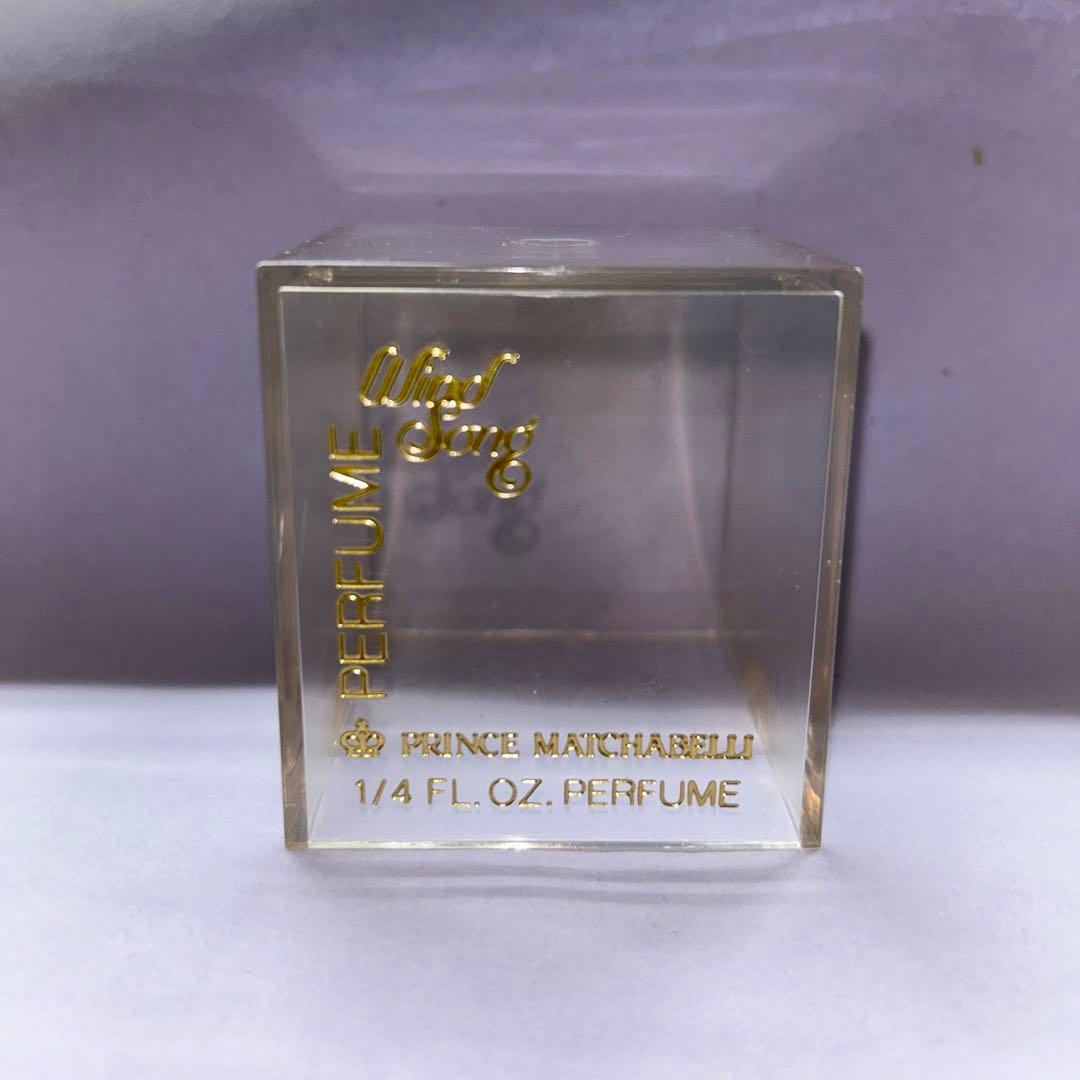 Wind
Song
PERFUME
PRINCE MATCHABELLI
1/4 FL. OZ. PERFUME